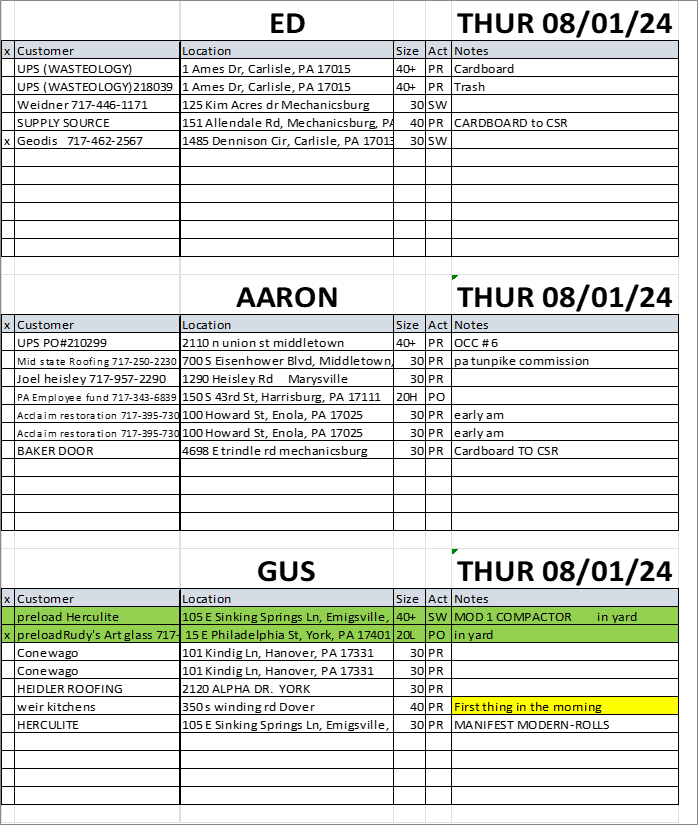 ED THUR 08/01/24
x Customer Location Size Act Notes
UPS (WASTEOLOGY) 1 Ames Dr, Carlisle, PA 17015 40+ PR Cardboard
UPS (WASTEOLOGY)218039 1 Ames Dr, Carlisle, PA 17015 40+ PR Trash
Weidner 717-446-1171 125 Kim Acres dr Mechanicsburg 30 SW
SUPPLY SOURCE 151 Allendale Rd, Mechanicsburg, PA 40 PR CARDBOARD to CSR
x Geodis 717-462-2567 1485 Dennison Cir, Carlisle, PA 17013 30 SW
AARON THUR 08/01/24
x Customer Location Size Act Notes
UPS PO#210299 2110 n union st middletown 40+ PR OCC # 6
Mid state Roofing 717-250-2230 700 S Eisenhower Blvd, Middletown, 30 PR pa tunpike commission
Joel heisley 717-957-2290 1290 Heisley Rd Marysville 30 PR
PA Employee fund 717-343-6839 150 S 43rd St, Harrisburg, PA 17111 20H PO
Acclaim restoration 717-395-730 100 Howard St, Enola, PA 17025 30 PR early am
Acclaim restoration 717-395-730 100 Howard St, Enola, PA 17025 30 PR early am
BAKER DOOR 4698 E trindle rd mechanicsburg 30 PR Cardboard TO CSR
GUS THUR 08/01/24
x Customer Location Size Act Notes
preload Herculite 105 E Sinking Springs Ln, Emigsville, 40+ SW MOD 1 COMPACTOR in yard
x preloadRudy's Art glass 717- 15 E Philadelphia St, York, PA 17401 20L PO in yard
Conewago 101 Kindig Ln, Hanover, PA 17331 30 PR
Conewago 101 Kindig Ln, Hanover, PA 17331 30 PR
HEIDLER ROOFING 2120 ALPHA DR. YORK 30 PR
weir kitchens 350 s winding rd Dover 40 PR First thing in the morning
HERCULITE 105 E Sinking Springs Ln, Emigsville, 30 PR MANIFEST MODERN-ROLLS